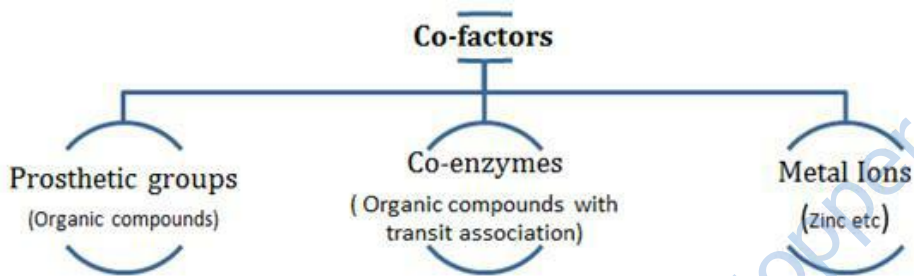 Co-factors
Prosthetic groups
(Organic compounds)
Co-enzymes
( Organic compounds with
transit association)
Metal Ions
(Zinc etc)